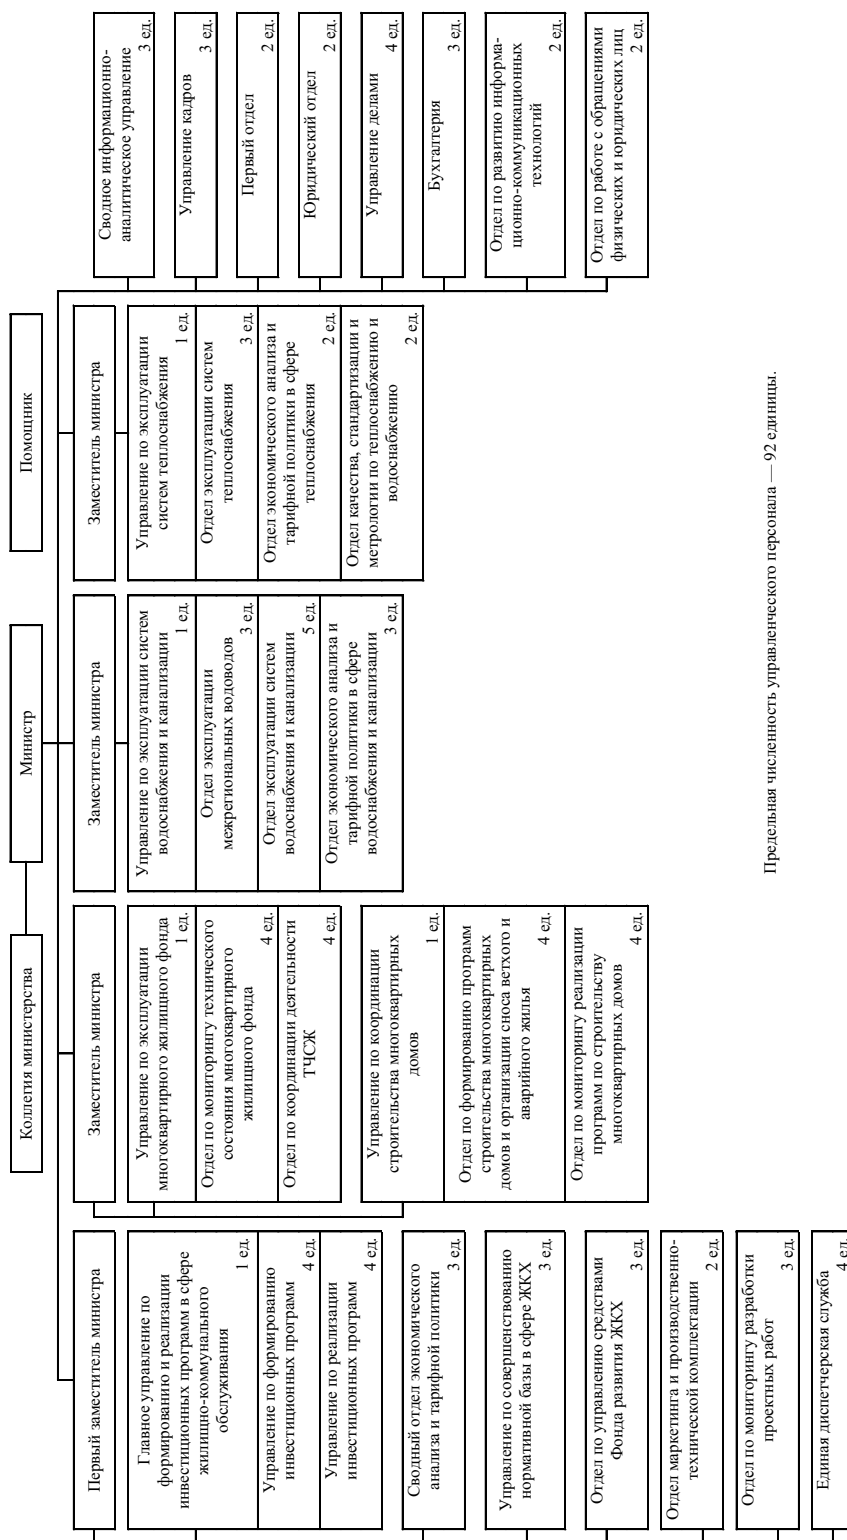 Коллегия министерства
Министр
Помощник
Первый заместитель министра
Главное управление по
формированию и реализации
инвестиционных программ в сфере
жилищно-коммунального
обслуживания
1 ед.
Управление по формированию
инвестиционных программ
4 ед.
Управление по реализации
инвестиционных программ
4 ед.
Сводный отдел экономического
анализа и тарифной политики
3 ед.
Управление по совершенствованию
нормативной базы в сфере ЖКХ
3 ед.
Отдел по управлению средствами
Фонда развития ЖКХ
3 ед.
Отдел маркетинга и производственно-
технической комплектации
2 ед.
Отдел по мониторингу разработки
проектных работ
3 ед.
Единая диспетчерская служба
4 ед.
Заместитель министра
Управление по эксплуатации
многоквартирного жилищного фонда
1 ед.
Отдел по мониторингу технического
состояния многоквартирного
жилищного фонда
4 ед.
Отдел по координации деятельности
ТЧСЖ
4 ед.
Управление по координации
строительства многоквартирных
домов
1 ед.
Отдел по формированию программ
строительства многоквартирных
домов и организации сноса ветхого и
аварийного жилья
4 ед.
Отдел по мониторингу реализации
программ по строительству
многоквартирных домов
4 ед.
Заместитель министра
Управление по эксплуатации систем
водоснабжения и канализации
1 ед.
Отдел эксплуатации
межрегиональных водоводов
3 ед.
Отдел эксплуатации систем
водоснабжения и канализации
5 ед.
Отдел экономического анализа и
тарифной политики в сфере
водоснабжения и канализации
3 ед.
Заместитель министра
Управление по эксплуатации
систем теплоснабжения
1 ед.
Отдел эксплуатации систем
теплоснабжения
3 ед.
Отдел экономического анализа и
тарифной политики в сфере
теплоснабжения
2 ед.
Отдел качества, стандартизации и
метрологии по теплоснабжению и
водоснабжению
2 ед.
Сводное информационно-
аналитическое управление
3 ед.
Управление кадров
3 ед.
Первый отдел
2 ед.
Юридический отдел
2 ед.
Управление делами
4 ед.
Бухгалтерия
3 ед.
Отдел по развитию информа-
ционно-коммуникационных
технологий
2 ед.
Отдел по работе с обращениями
физических и юридических лиц
2 ед.
Предельная численность управленческого персонала — 92 единицы.